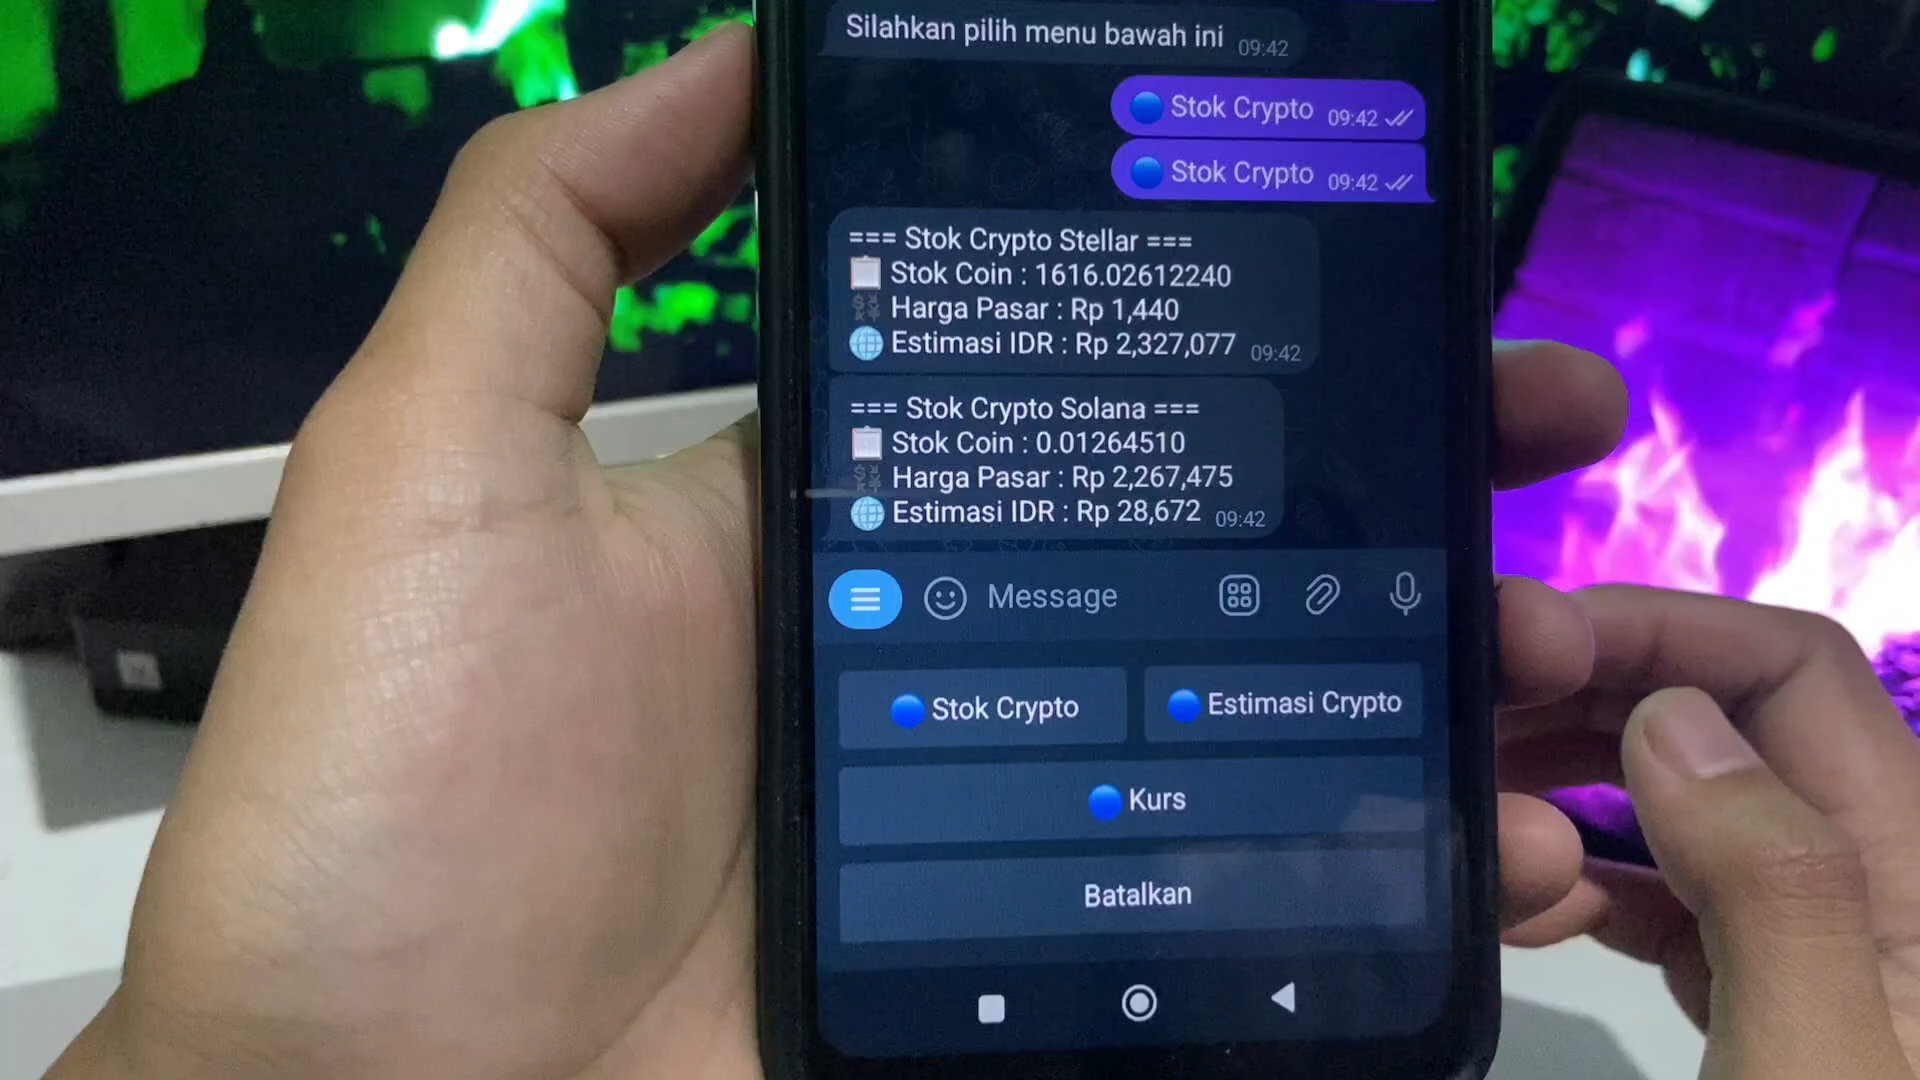 Silahkan pilih menu bawah ini 09:42
Stok Crypto 09:42
Stok Crypto 09:42
=== Stok Crypto Stellar ===
Stok Coin : 1616.02612240
Harga Pasar : Rp 1,440
Estimasi IDR : Rp 2,327,077 09:42
=== Stok Crypto Solana ===
Stok Coin : 0.01264510
Harga Pasar : Rp 2,267,475
Estimasi IDR : Rp 28,672 09:42
Message
Stok Crypto
Estimasi Crypto
Kurs
Batalkan